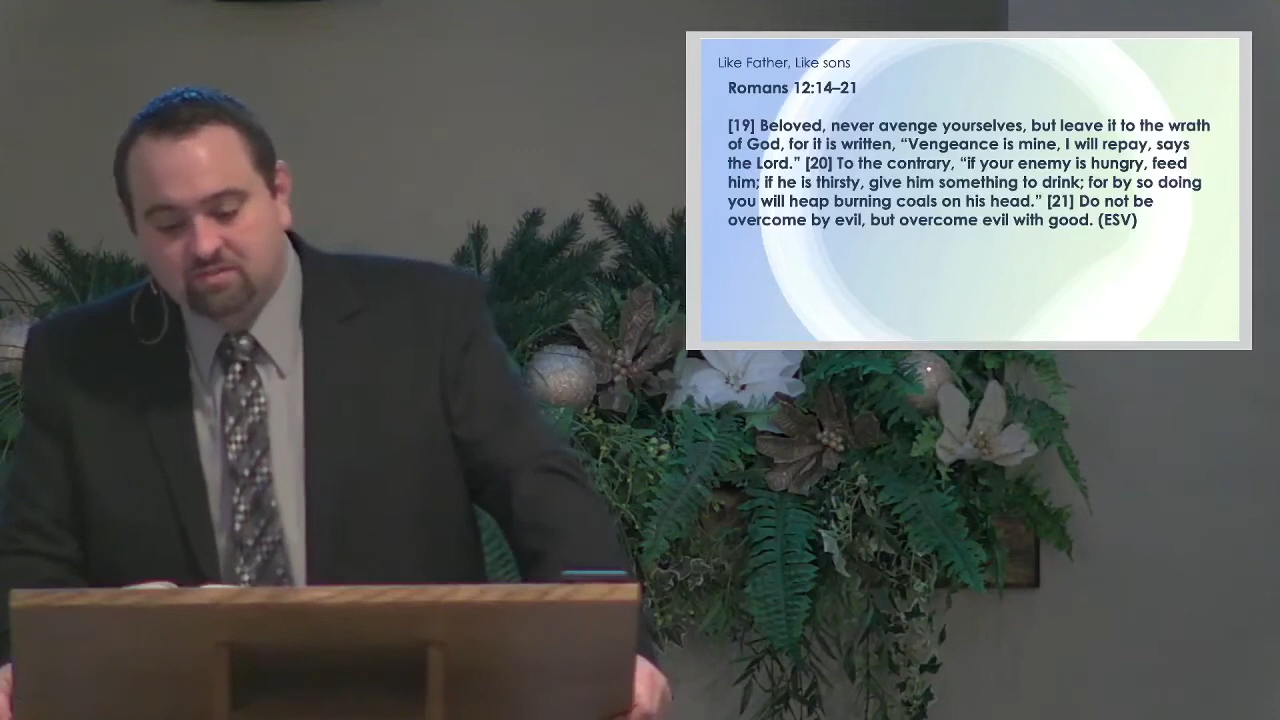 Like Father, Like sons
Romans 12:14–21
[19] Beloved, never avenge yourselves, but leave it to the wrath
of God, for it is written, “Vengeance is mine, I will repay, says
the Lord.” [20] To the contrary, “if your enemy is hungry, feed
him; if he is thirsty, give him something to drink; for by so doing
you will heap burning coals on his head.” [21] Do not be
overcome by evil, but overcome evil with good. (ESV)